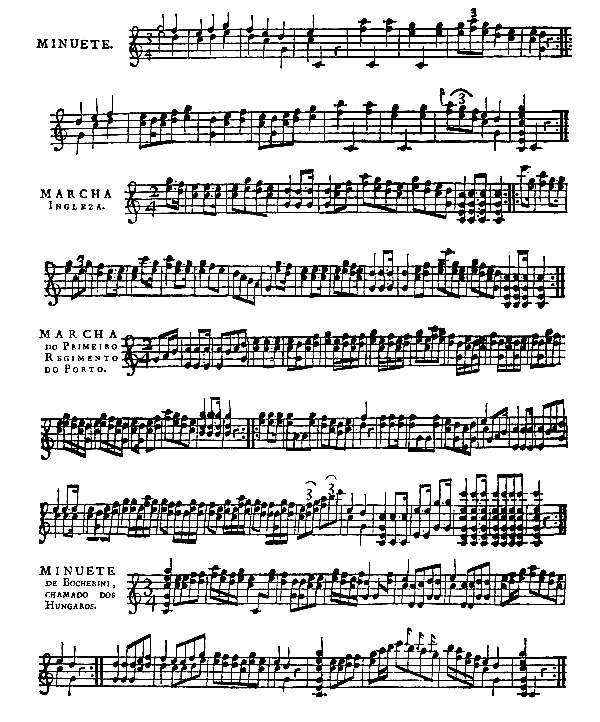 MINUETE.
MARCHA
INGLEZA.
MARCHA
DO PRIMEIRO
REGIMENTO
DO PORTO.
MINUETE
DE BOCHERINI,
CHAMADO DOS
HUNGAROS.